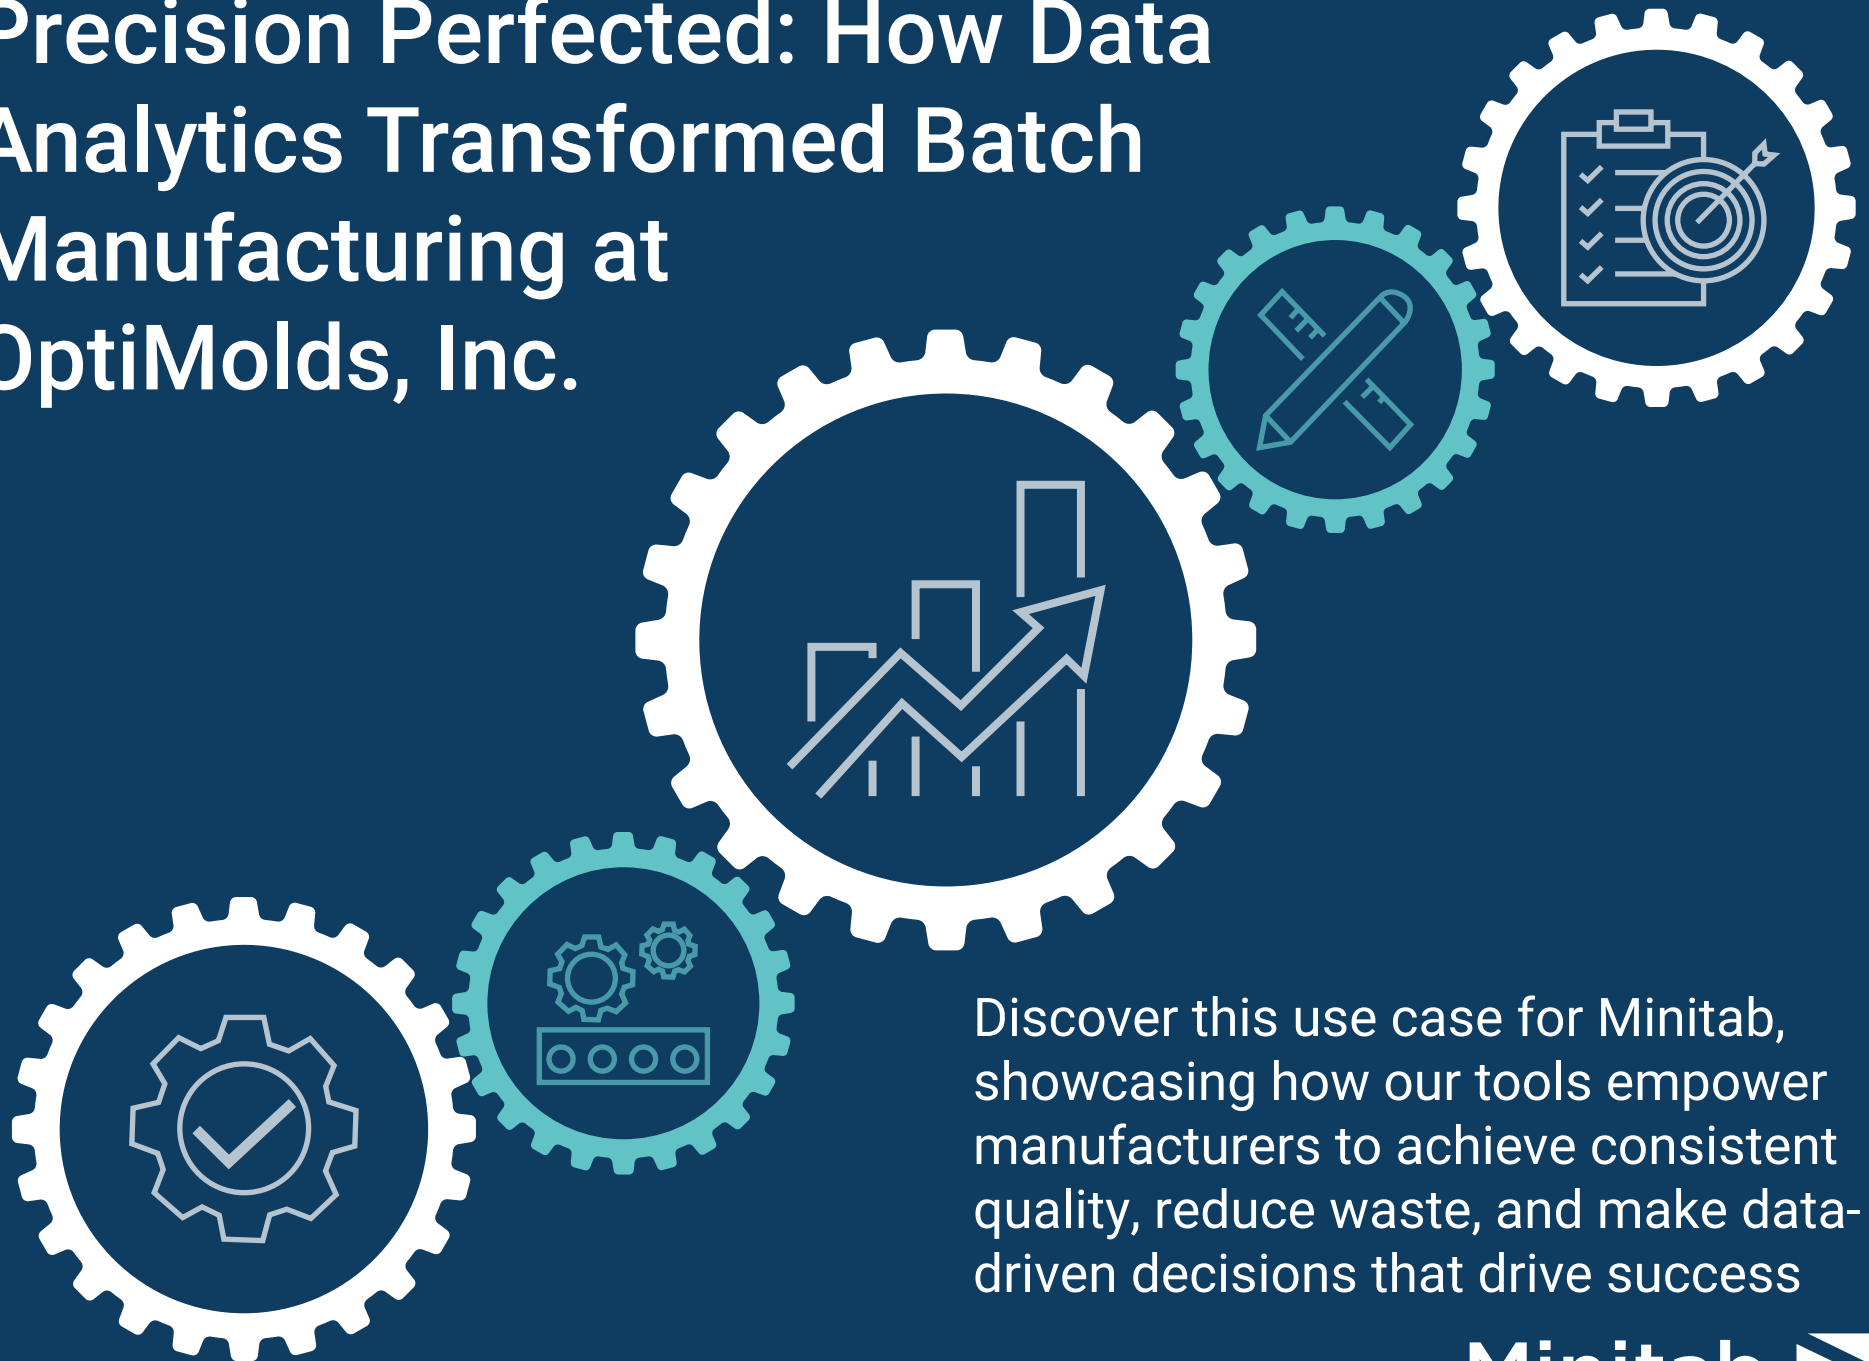 Precision Perfected: How Data
Analytics Transformed Batch
Manufacturing at
OptiMolds, Inc.
Discover this use case for Minitab,
showcasing how our tools empower
manufacturers to achieve consistent
quality, reduce waste, and make data-
driven decisions that drive success
Minitab